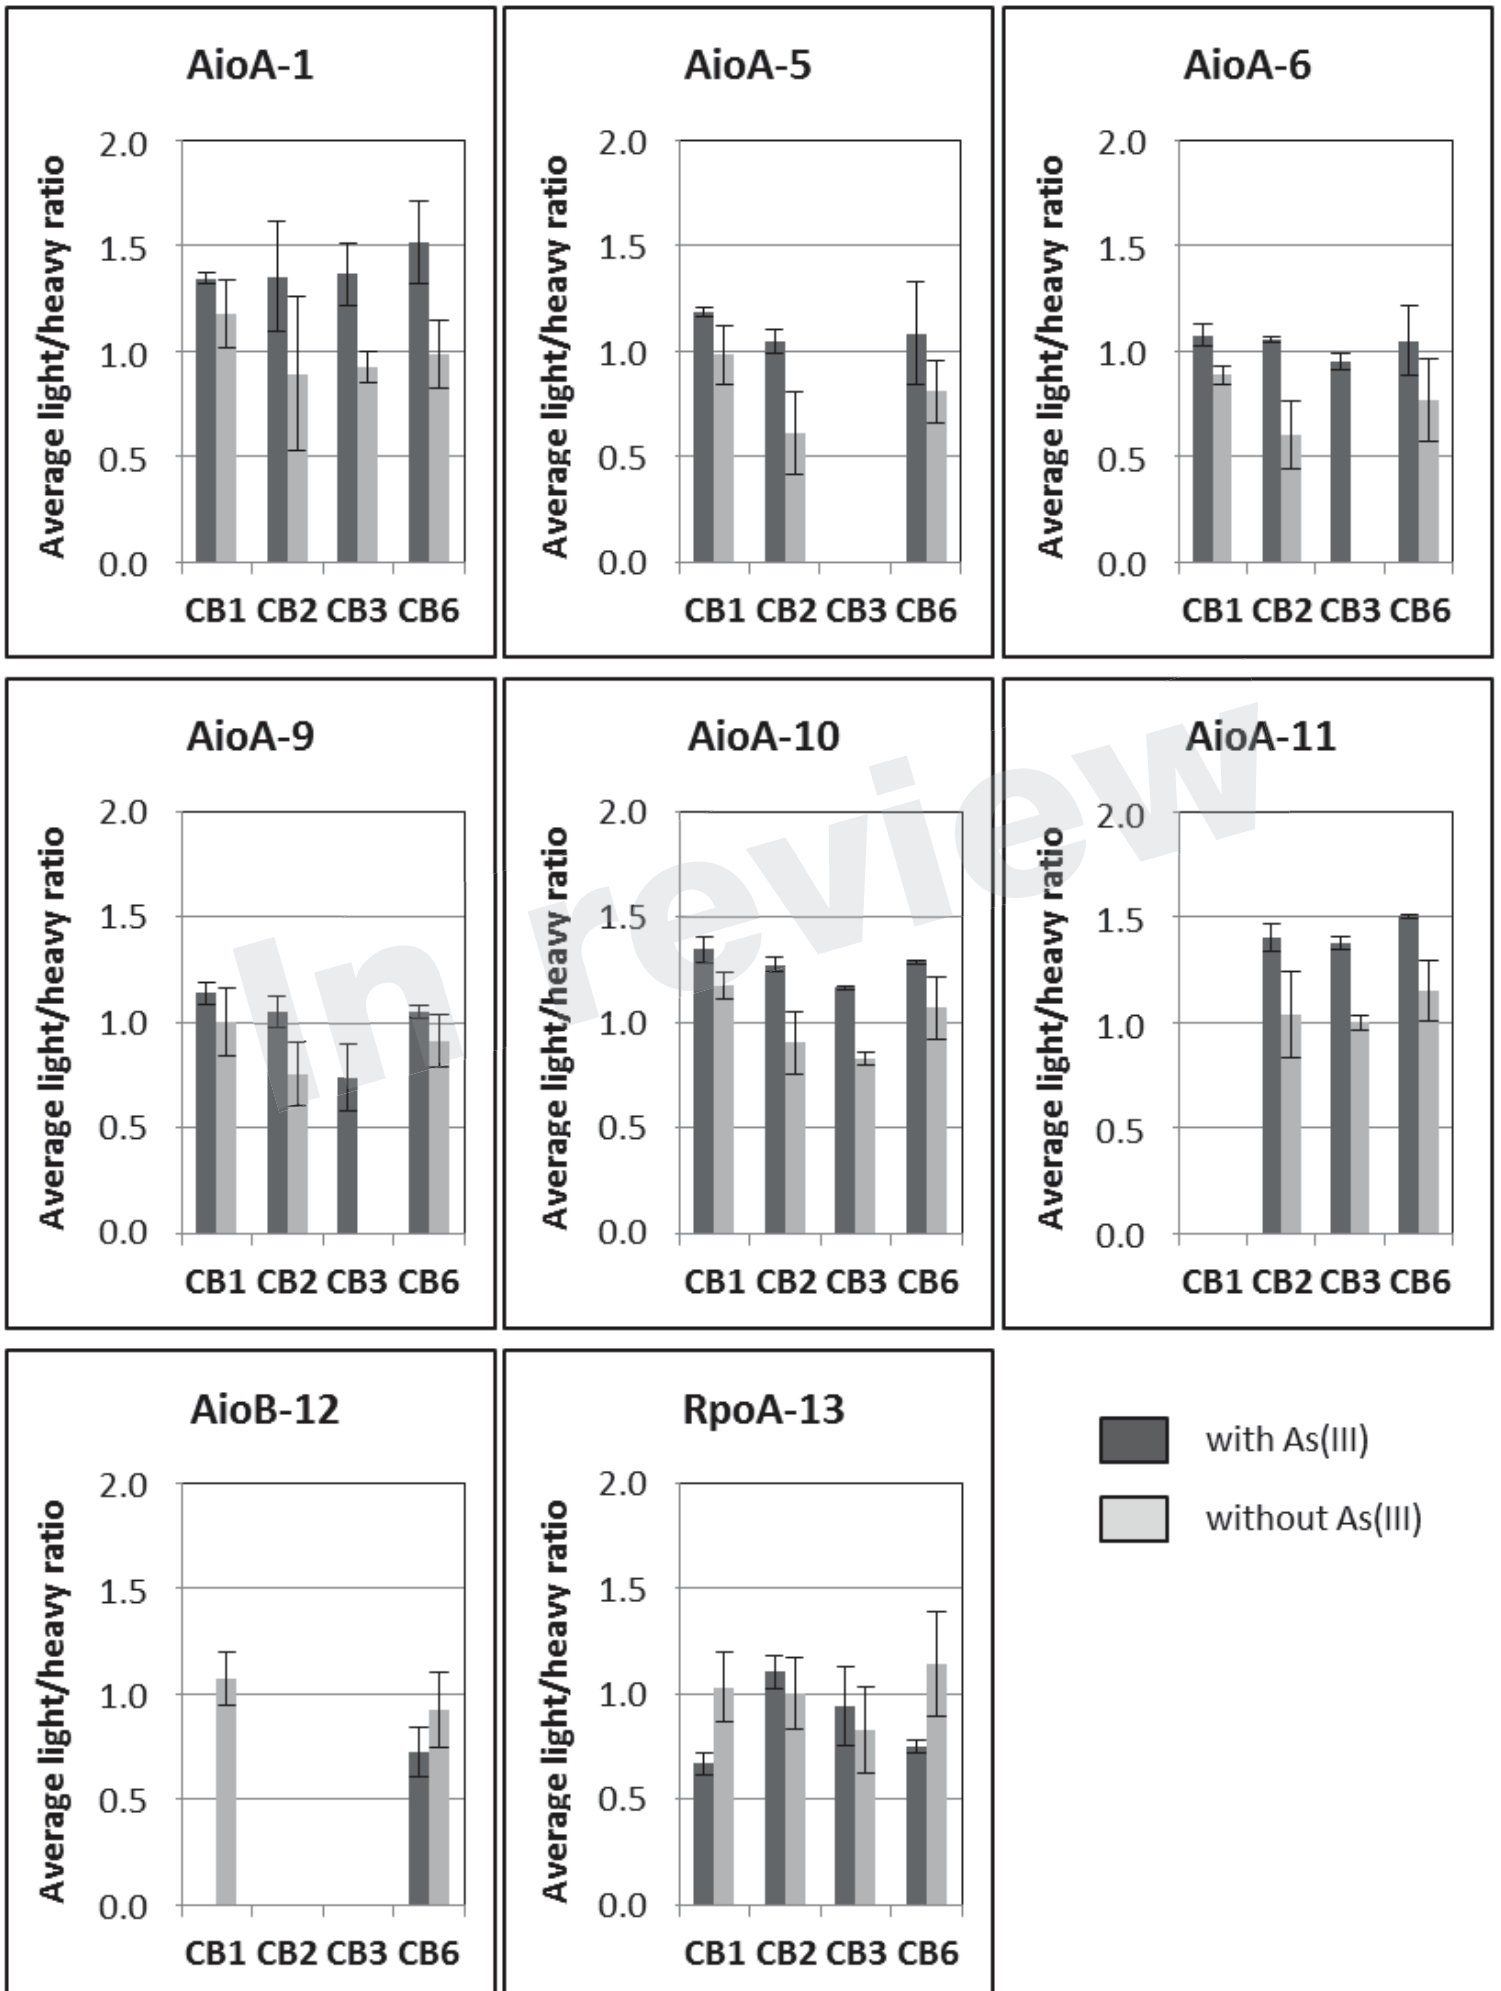 AioA-1
Average light/heavy ratio
2.0
1.5
1.0
0.5
0.0
CB1 CB2 CB3 CB6
AioA-5
Average light/heavy ratio
2.0
1.5
1.0
0.5
0.0
CB1 CB2 CB3 CB6
AioA-6
Average light/heavy ratio
2.0
1.5
1.0
0.5
0.0
CB1 CB2 CB3 CB6
AioA-9
Average light/heavy ratio
2.0
1.5
1.0
0.5
0.0
CB1 CB2 CB3 CB6
AioA-10
Average light/heavy ratio
2.0
1.5
1.0
0.5
0.0
CB1 CB2 CB3 CB6
AioA-11
Average light/heavy ratio
2.0
1.5
1.0
0.5
0.0
CB1 CB2 CB3 CB6
In review
AioB-12
Average light/heavy ratio
2.0
1.5
1.0
0.5
0.0
CB1 CB2 CB3 CB6
RpoA-13
Average light/heavy ratio
2.0
1.5
1.0
0.5
0.0
CB1 CB2 CB3 CB6
with As(III)
without As(III)